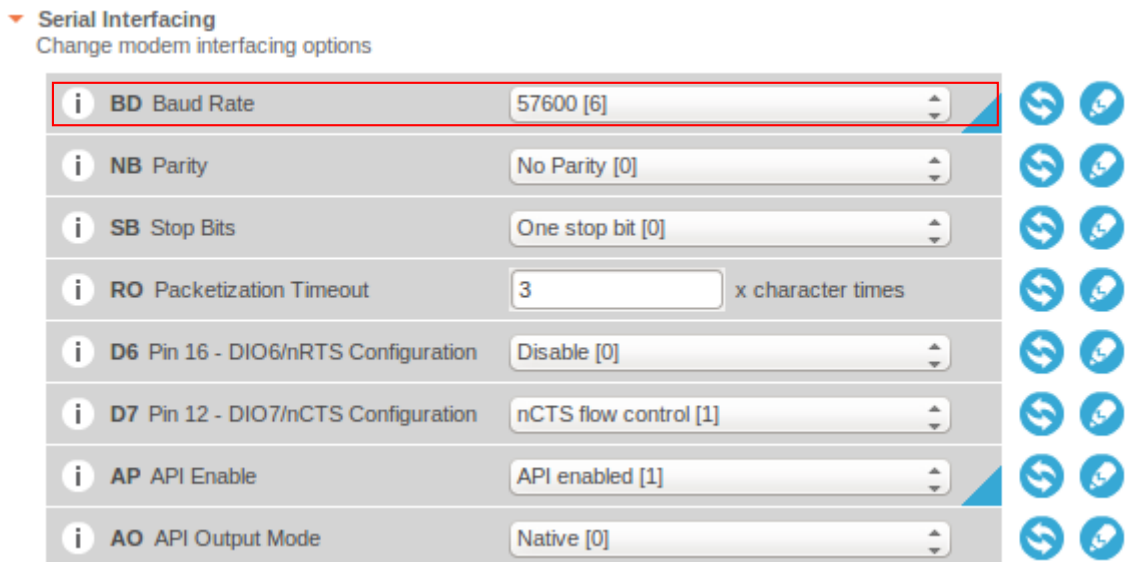 Serial Interfacing
Change modem interfacing options
i BD Baud Rate 57600 [6]
i NB Parity No Parity [0]
i SB Stop Bits One stop bit [0]
i RO Packetization Timeout 3 x character times
i D6 Pin 16 - DIO6/nRTS Configuration Disable [0]
i D7 Pin 12 - DIO7/nCTS Configuration nCTS flow control [1]
i AP API Enable API enabled [1]
i AO API Output Mode Native [0]